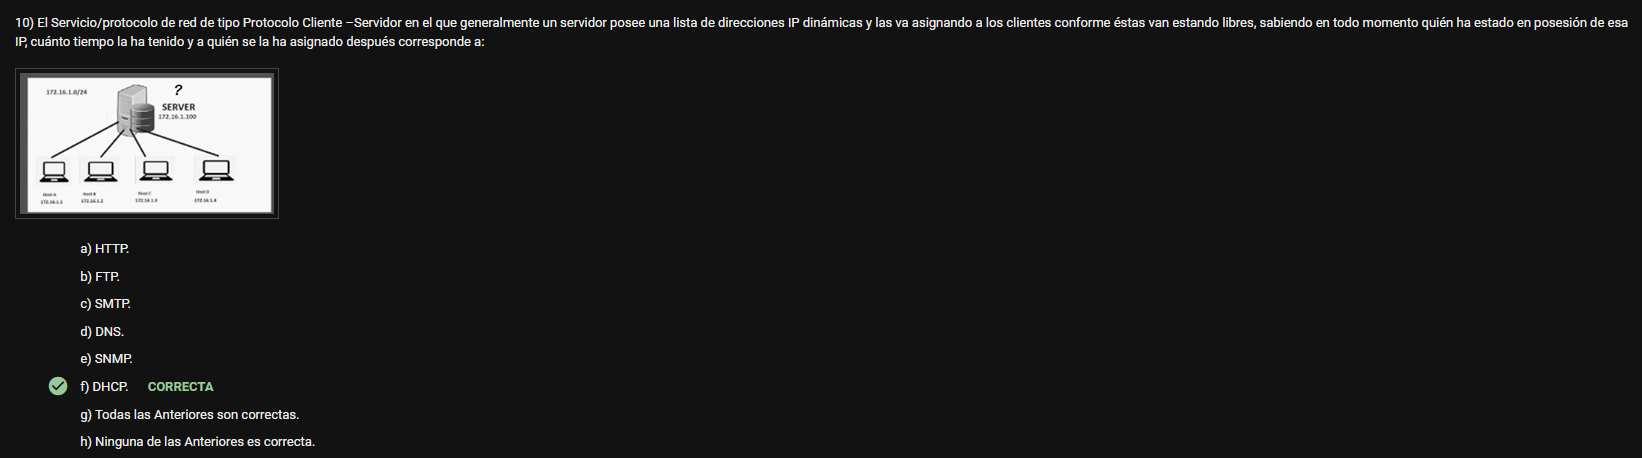 10) El Servicio/protocolo de red de tipo Protocolo Cliente –Servidor en el que generalmente un servidor posee una lista de direcciones IP dinámicas y las va asignando a los clientes conforme éstas van estando libres, sabiendo en todo momento quién ha estado en posesión de esa
IP, cuánto tiempo la ha tenido y a quién se la ha asignado después corresponde a:
172.16.1.0/24
?
SERVER
172.16.1.100
Host A
Host B
Host C
Host D
172.16.1.1
172.16.1.2
172.16.1.3
172.16.1.4
a) HTTP.
b) FTP.
c) SMTP.
d) DNS.
e) SNMP.
f) DHCP. CORRECTA
g) Todas las Anteriores son correctas.
h) Ninguna de las Anteriores es correcta.